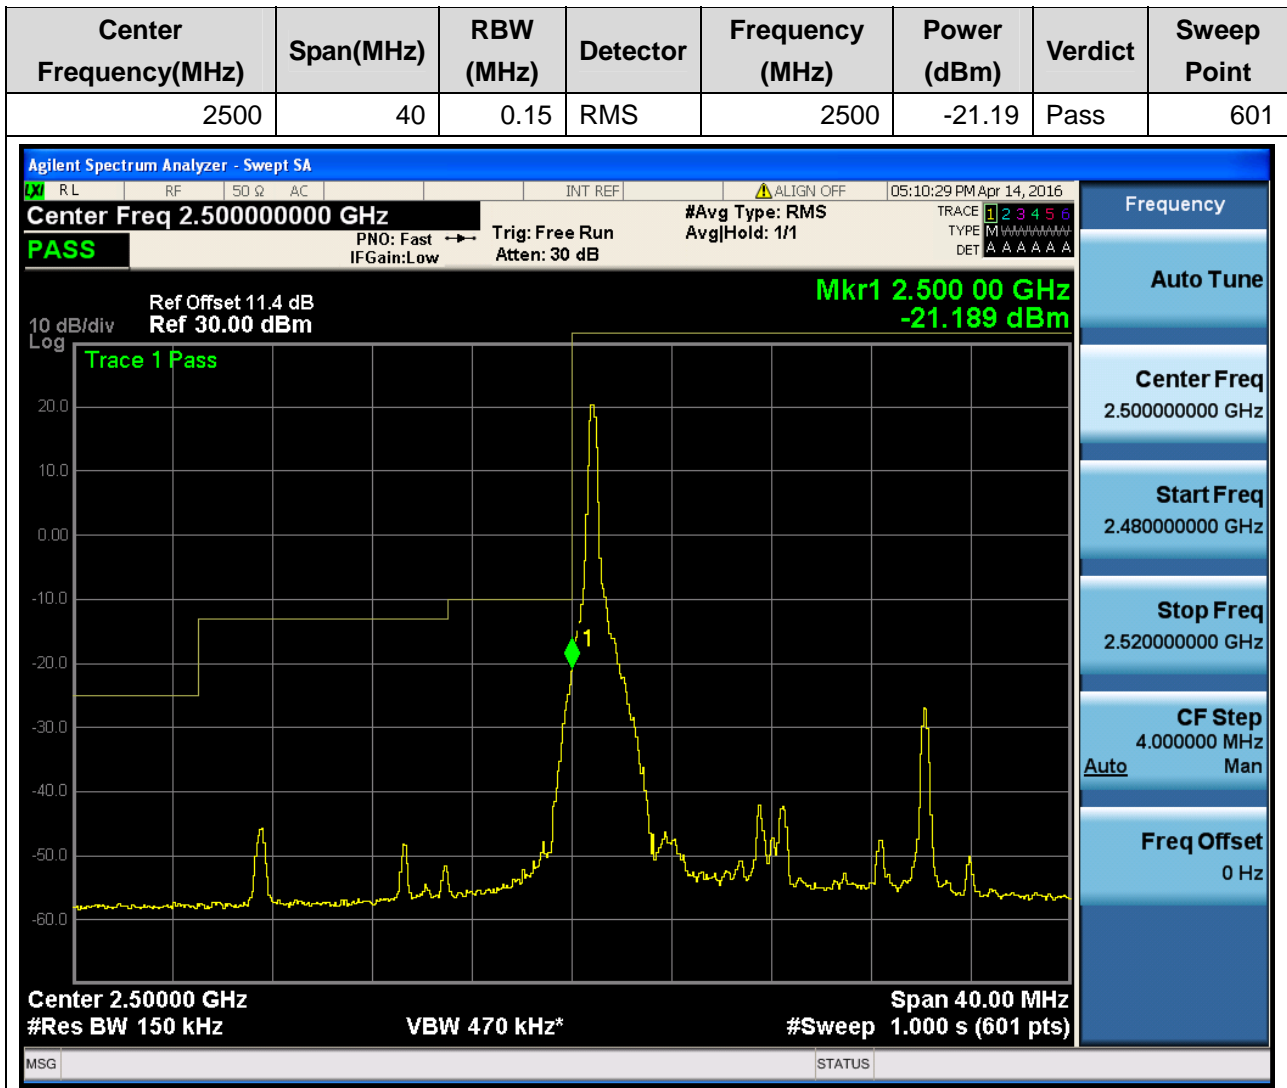 Center Frequency(MHz) Span(MHz) RBW (MHz) Detector Frequency (MHz) Power (dBm) Verdict Sweep Point
2500 40 0.15 RMS 2500 -21.19 Pass 601
Agilent Spectrum Analyzer - Swept SA
LXI RL RF 50 Ω AC INT REF ALIGN OFF 05:10:29 PM Apr 14, 2016
Center Freq 2.500000000 GHz
PASS
PNO: Fast
IFGain:Low
Trig: Free Run
Atten: 30 dB
#Avg Type: RMS
Avg|Hold: 1/1
TRACE 1 2 3 4 5 6
TYPE M
DET A A A A A A
Mkr1 2.500 00 GHz
-21.189 dBm
Ref Offset 11.4 dB
10 dB/div Ref 30.00 dBm
Log
Trace 1 Pass
20.0
10.0
0.00
-10.0
-20.0
-30.0
-40.0
-50.0
-60.0
1
Center 2.50000 GHz Span 40.00 MHz
#Res BW 150 kHz VBW 470 kHz* #Sweep 1.000 s (601 pts)
MSG STATUS
Frequency
Auto Tune
Center Freq
2.500000000 GHz
Start Freq
2.480000000 GHz
Stop Freq
2.520000000 GHz
CF Step
4.000000 MHz
Auto Man
Freq Offset
0 Hz